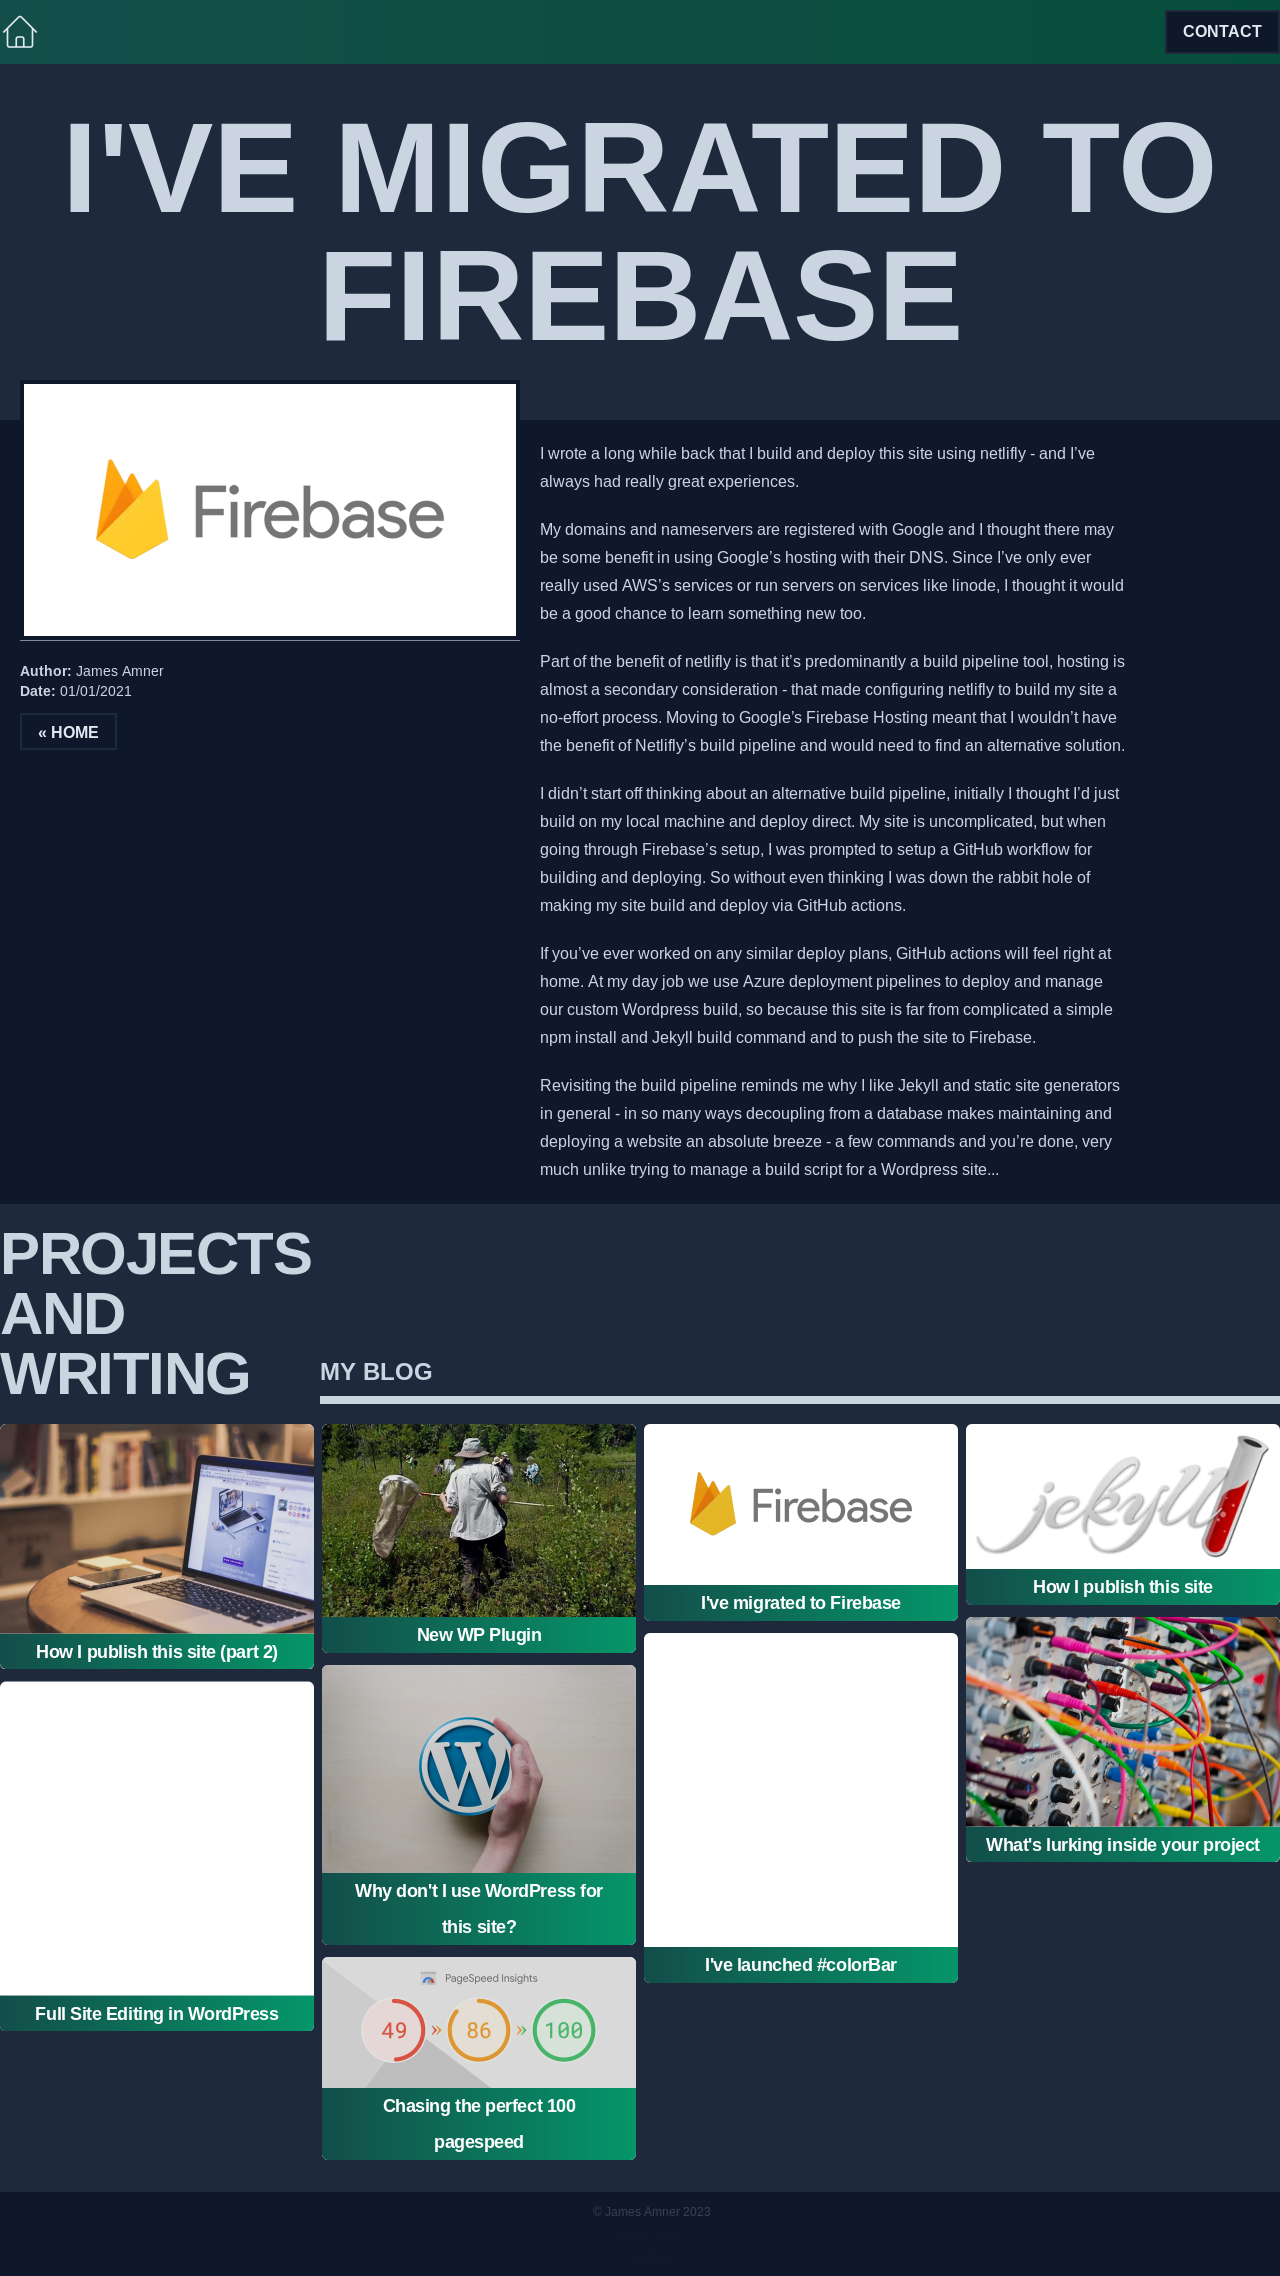 CONTACT
I'VE MIGRATED TO
FIREBASE
Firebase
I wrote a long while back that I build and deploy this site using netlifly - and I’ve
always had really great experiences.
My domains and nameservers are registered with Google and I thought there may
be some benefit in using Google’s hosting with their DNS. Since I’ve only ever
really used AWS’s services or run servers on services like linode, I thought it would
be a good chance to learn something new too.
Part of the benefit of netlifly is that it’s predominantly a build pipeline tool, hosting is
almost a secondary consideration - that made configuring netlifly to build my site a
no-effort process. Moving to Google’s Firebase Hosting meant that I wouldn’t have
the benefit of Netlifly’s build pipeline and would need to find an alternative solution.
I didn’t start off thinking about an alternative build pipeline, initially I thought I’d just
build on my local machine and deploy direct. My site is uncomplicated, but when
going through Firebase’s setup, I was prompted to setup a GitHub workflow for
building and deploying. So without even thinking I was down the rabbit hole of
making my site build and deploy via GitHub actions.
If you’ve ever worked on any similar deploy plans, GitHub actions will feel right at
home. At my day job we use Azure deployment pipelines to deploy and manage
our custom Wordpress build, so because this site is far from complicated a simple
npm install and Jekyll build command and to push the site to Firebase.
Revisiting the build pipeline reminds me why I like Jekyll and static site generators
in general - in so many ways decoupling from a database makes maintaining and
deploying a website an absolute breeze - a few commands and you’re done, very
much unlike trying to manage a build script for a Wordpress site...
Author: James Amner
Date: 01/01/2021
« HOME
PROJECTS
AND
WRITING
MY BLOG
How I publish this site (part 2)
Full Site Editing in WordPress
New WP Plugin
W
Why don't I use WordPress for
this site?
PageSpeed Insights
49 » 86 » 100
Chasing the perfect 100
pagespeed
Firebase
I've migrated to Firebase
I've launched #colorBar
jekyll
How I publish this site
What's lurking inside your project
© James Amner 2023